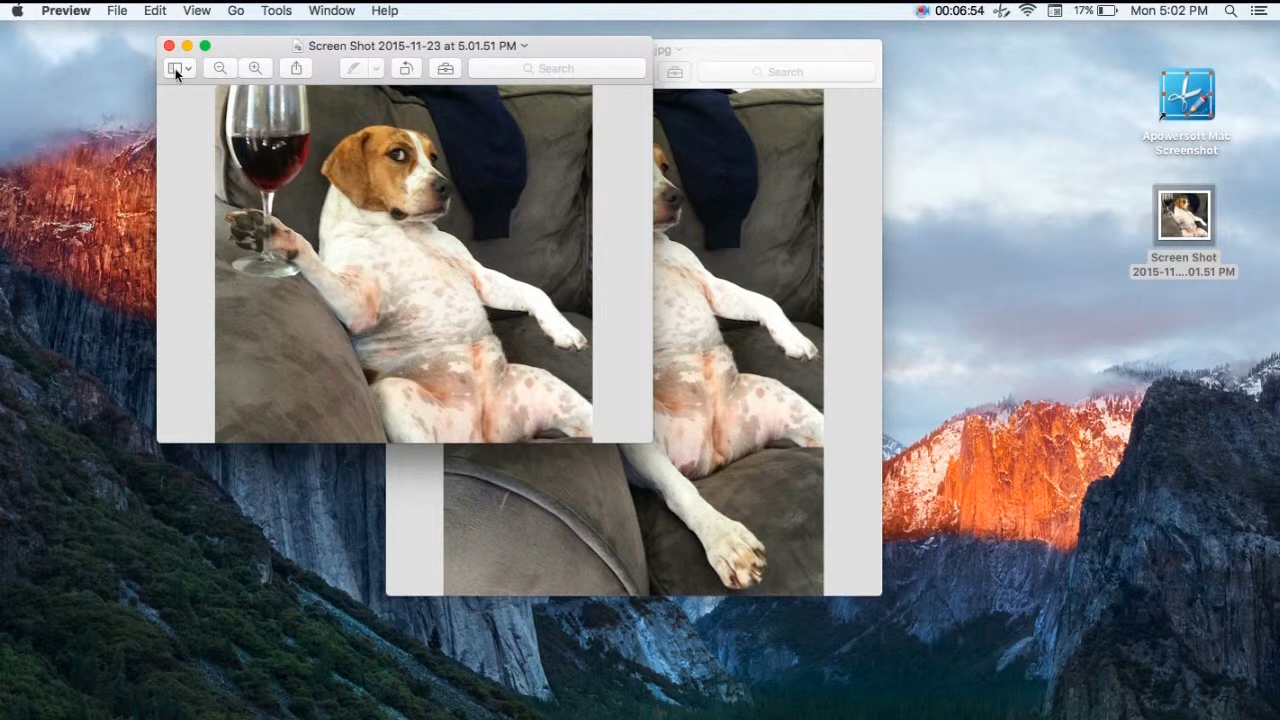 Preview File Edit View Go Tools Window Help 00:06:54 17% Mon 5:02 PM
Screen Shot 2015-11-23 at 5.01.51 PM
jpg
Search
Search
Apowersoft Mac
Screenshot
Screen Shot
2015-11....01.51 PM